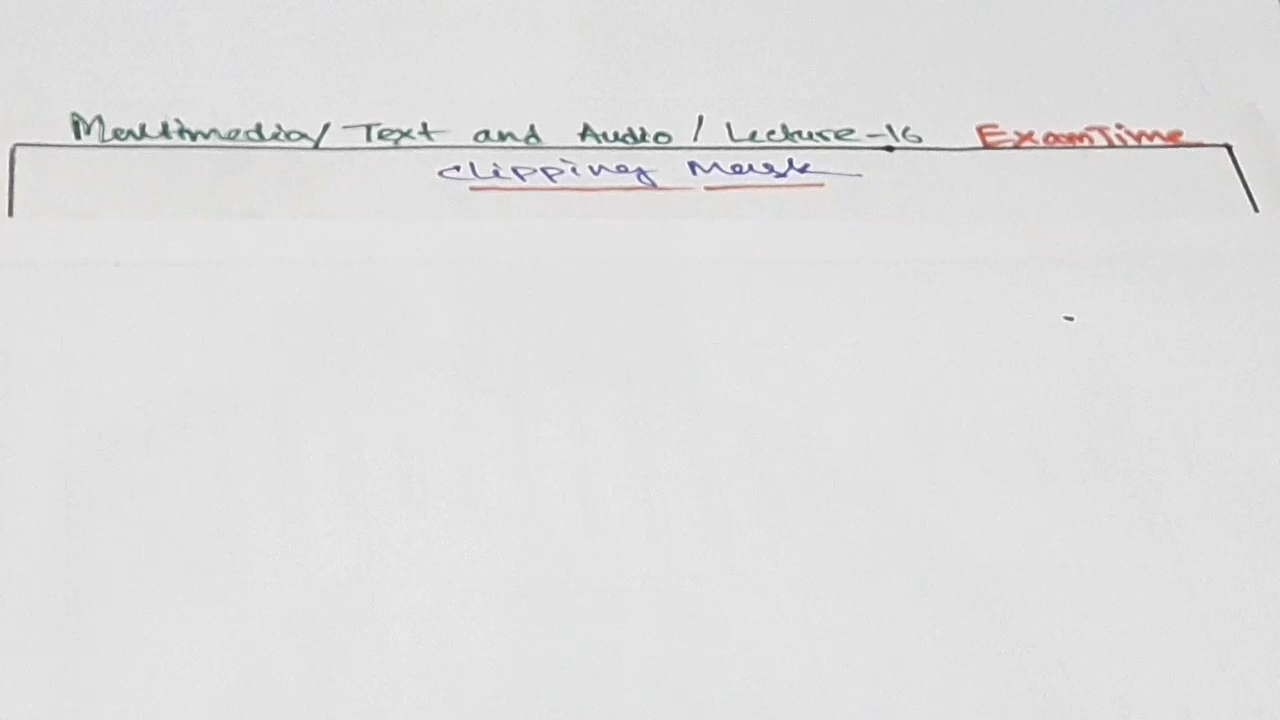 Multimedia/ Text and Audio / Lecture-16 ExamTime
Clipping Mask